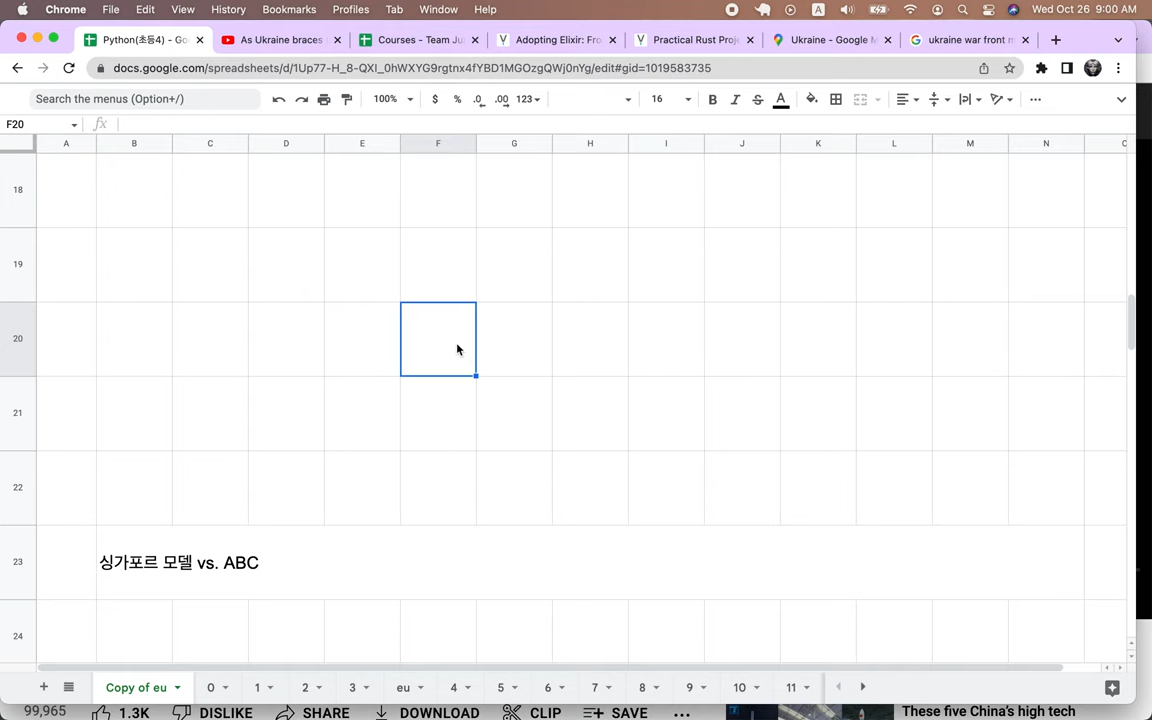 Chrome File Edit View History Bookmarks Profiles Tab Window Help A Wed Oct 26 9:00 AM
Python(초등4) - Go As Ukraine braces Courses - Team Ju Adopting Elixir: Fro Practical Rust Proje Ukraine - Google M ukraine war front m
docs.google.com/spreadsheets/d/1Up77-H_8-QXI_0hWXYG9rgtnx4fYBD1MGOzgQWj0nYg/edit#gid=1019583735
Search the menus (Option+/) 100% $ % .0 .00 123 16 B I S A
F20 fx
A B C D E F G H I J K L M N
18
19
20
21
22
23 싱가포르 모델 vs. ABC
24
Copy of eu 0 1 2 3 eu 4 5 6 7 8 9 10 11
99,965 1.3K DISLIKE SHARE DOWNLOAD CLIP SAVE ... These five China's high tech